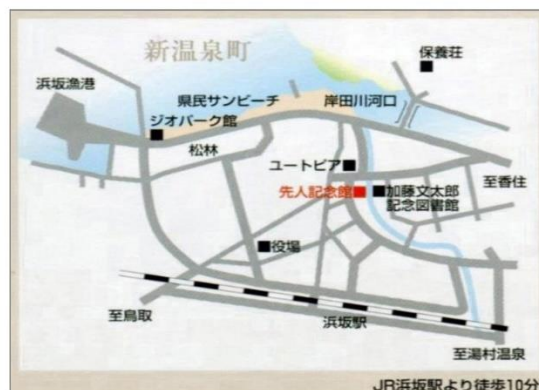 新温泉町
保養荘
浜坂漁港
県民サンビーチ
岸田川河口
ジオパーク館
松林
ユートピア
至香住
先人記念館
加藤文太郎
記念図書館
役場
至鳥取
浜坂駅
至湯村温泉
JR浜坂駅より徒歩10分